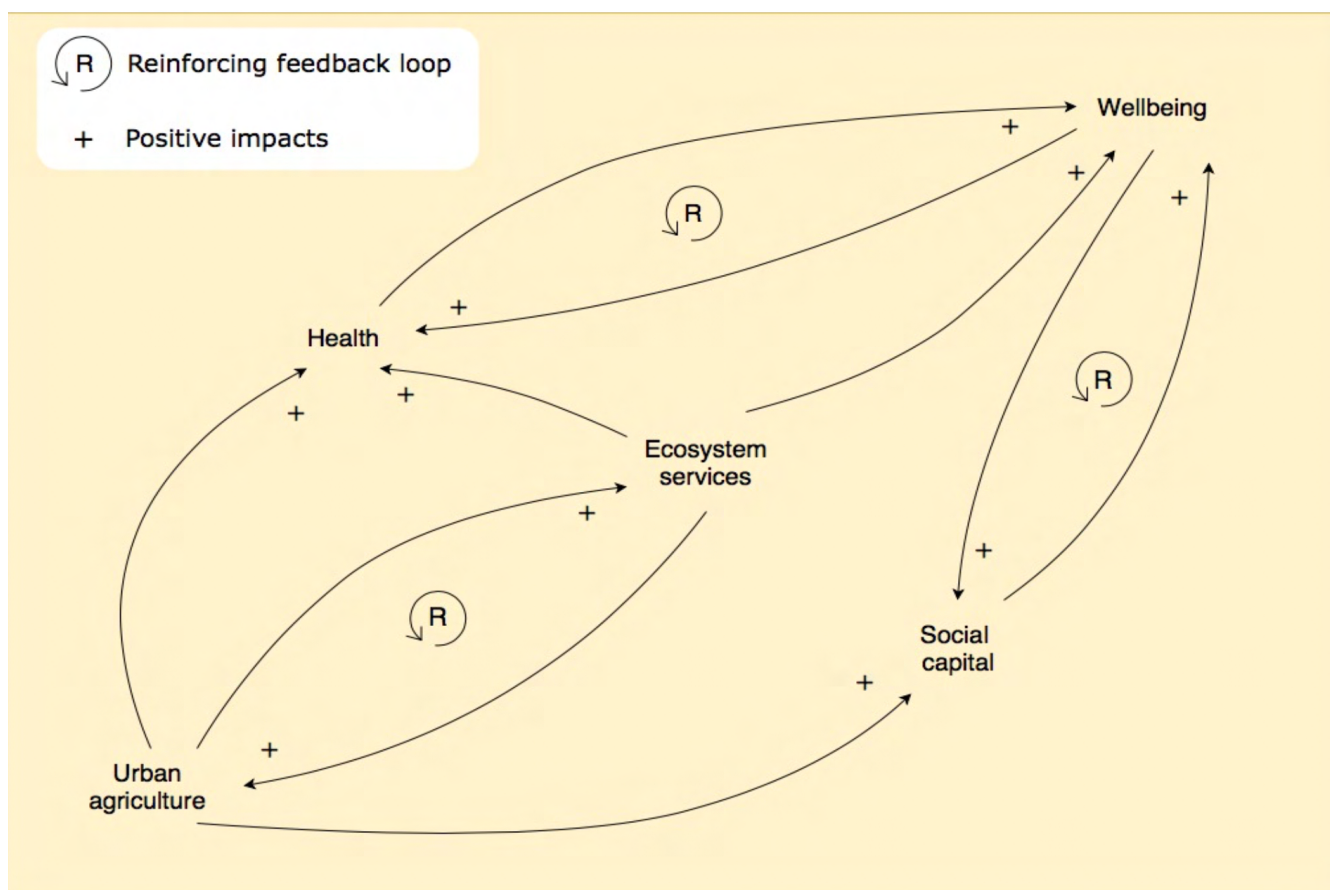 R Reinforcing feedback loop
+ Positive impacts
Wellbeing
+
+
+
R
+
Health
+
+
R
Ecosystem
services
+
+
R
Social
capital
+
+
Urban
agriculture